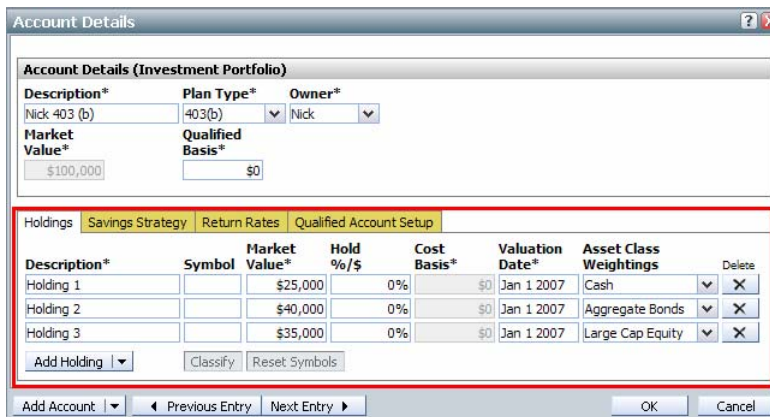 Account Details
?
Account Details (Investment Portfolio)
Description* Plan Type* Owner*
Nick 403 (b) 403(b) Nick
Market Qualified
Value* Basis*
$100,000 $0
Holdings Savings Strategy Return Rates Qualified Account Setup
Market Hold Cost Valuation Asset Class
Description* Symbol Value* %/$ Basis* Date* Weightings Delete
Holding 1 $25,000 0% $0 Jan 1 2007 Cash X
Holding 2 $40,000 0% $0 Jan 1 2007 Aggregate Bonds X
Holding 3 $35,000 0% $0 Jan 1 2007 Large Cap Equity X
Add Holding Classify Reset Symbols
Add Account Previous Entry Next Entry OK Cancel